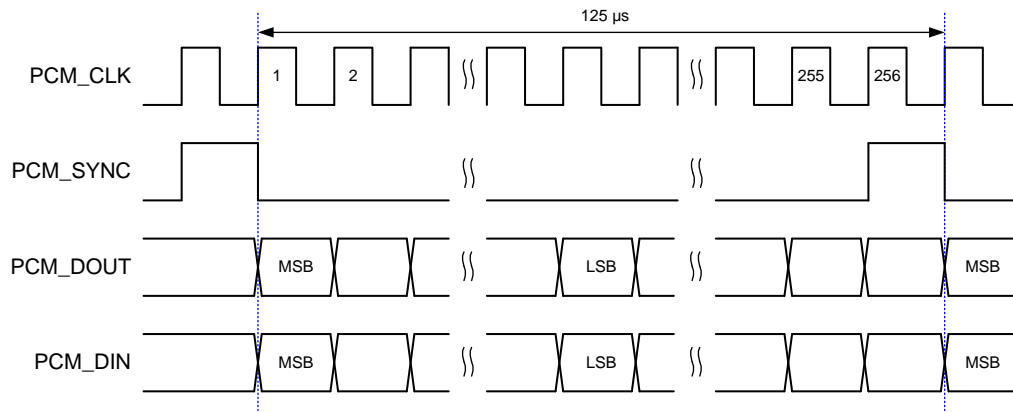 125 µs
PCM_CLK 1 2 255 256
PCM_SYNC
PCM_DOUT MSB LSB MSB
PCM_DIN MSB LSB MSB